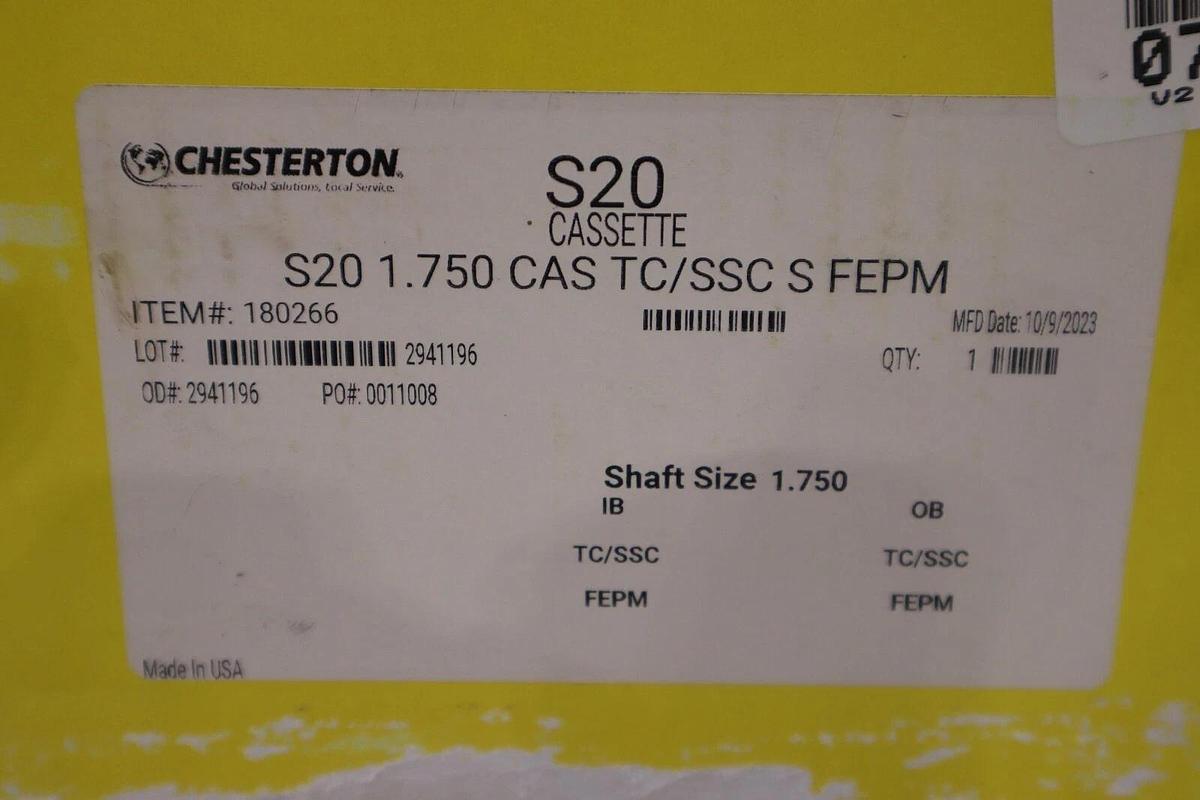 CHESTERTON
Global Solutions, Local Service.
S20
CASSETTE
S20 1.750 CAS TC/SSC S FEPM
ITEM#: 180266
MFD Date: 10/9/2023
LOT#: 2941196
QTY: 1
OD#: 2941196 PO#: 0011008
Shaft Size 1.750
IB OB
TC/SSC TC/SSC
FEPM FEPM
Made In USA
07
V2